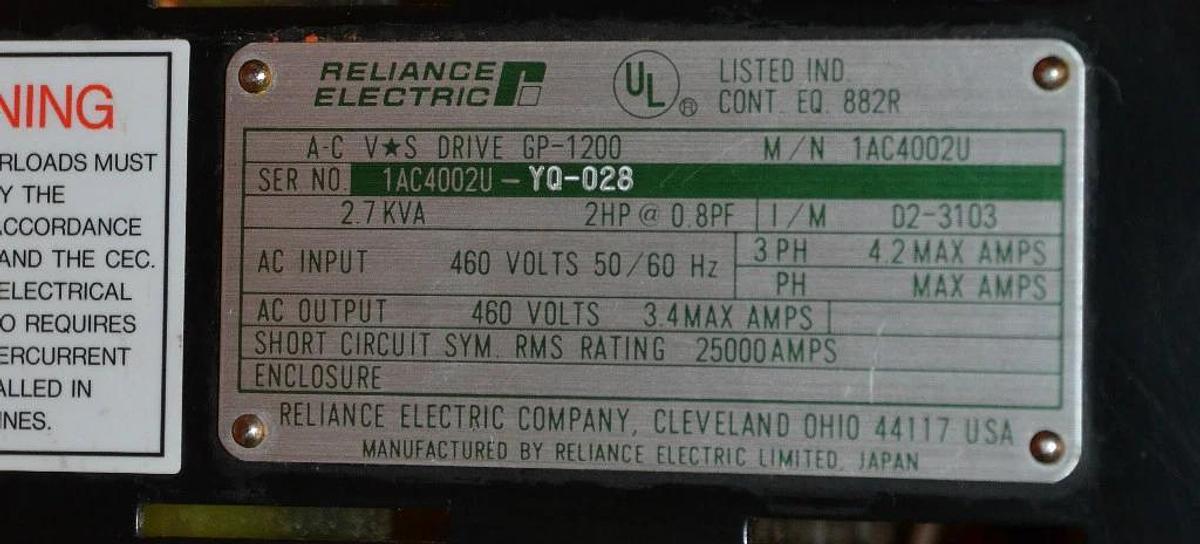 NING
RLOADS MUST
Y THE
ACCORDANCE
AND THE CEC.
ELECTRICAL
O REQUIRES
ERCURRENT
ALLED IN
INES.
RELIANCE
ELECTRIC
UL ®
LISTED IND.
CONT. EQ. 882R
A-C V★S DRIVE GP-1200 M/N 1AC4002U
SER NO. 1AC4002U-YQ-028
2.7 KVA 2HP @ 0.8PF I/M D2-3103
AC INPUT 460 VOLTS 50/60 Hz
3 PH 4.2 MAX AMPS
PH MAX AMPS
AC OUTPUT 460 VOLTS 3.4 MAX AMPS
SHORT CIRCUIT SYM. RMS RATING 25000 AMPS
ENCLOSURE
RELIANCE ELECTRIC COMPANY, CLEVELAND OHIO 44117 USA
MANUFACTURED BY RELIANCE ELECTRIC LIMITED, JAPAN